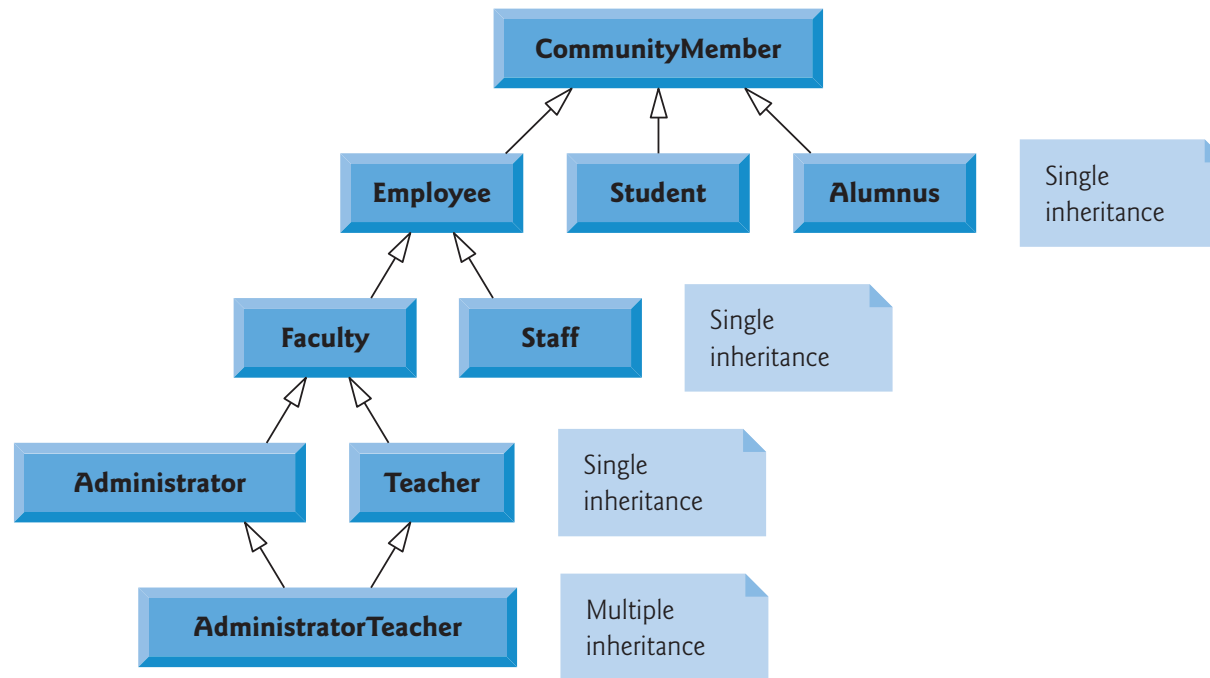 CommunityMember
Employee
Student
Alumnus
Single
inheritance
Faculty
Staff
Single
inheritance
Administrator
Teacher
Single
inheritance
AdministratorTeacher
Multiple
inheritance